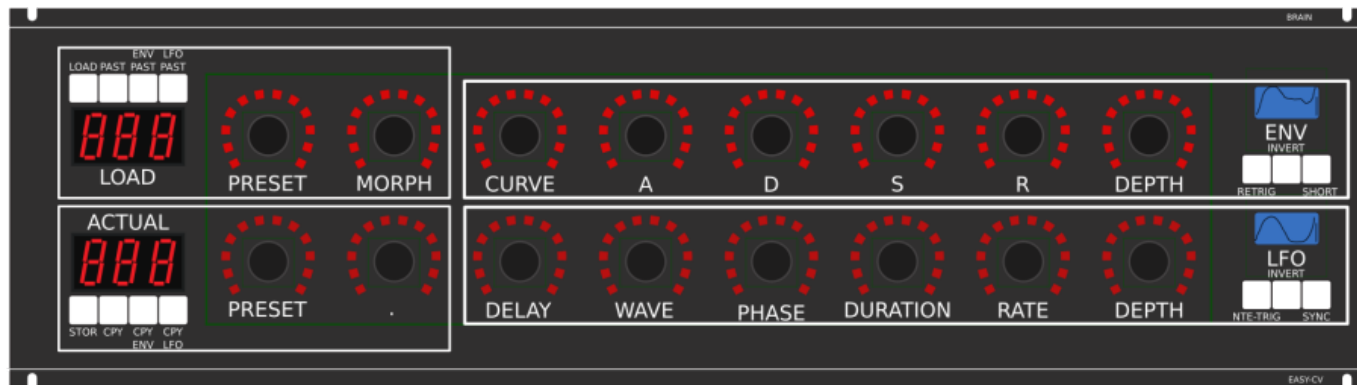 BRAIN
ENV LFO
LOAD PAST PAST PAST
888
LOAD
PRESET MORPH
CURVE A D S R DEPTH
ENV
INVERT
RETRIG SHORT
ACTUAL
888
STOR CPY CPY CPY
ENV LFO
PRESET .
DELAY WAVE PHASE DURATION RATE DEPTH
LFO
INVERT
NTE-TRIG SYNC
EASY-CV